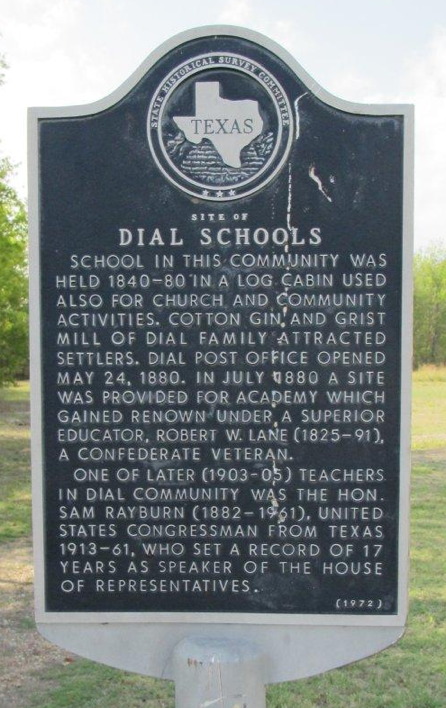 STATE HISTORICAL SURVEY COMMITTEE
TEXAS
SITE OF
DIAL SCHOOLS
SCHOOL IN THIS COMMUNITY WAS
HELD 1840-80 IN A LOG CABIN USED
ALSO FOR CHURCH AND COMMUNITY
ACTIVITIES. COTTON GIN AND GRIST
MILL OF DIAL FAMILY ATTRACTED
SETTLERS. DIAL POST OFFICE OPENED
MAY 24, 1880. IN JULY 1880 A SITE
WAS PROVIDED FOR ACADEMY WHICH
GAINED RENOWN UNDER A SUPERIOR
EDUCATOR, ROBERT W. LANE (1825-91),
A CONFEDERATE VETERAN.
ONE OF LATER (1903-05) TEACHERS
IN DIAL COMMUNITY WAS THE HON.
SAM RAYBURN (1882-1961), UNITED
STATES CONGRESSMAN FROM TEXAS
1913-61, WHO SET A RECORD OF 17
YEARS AS SPEAKER OF THE HOUSE
OF REPRESENTATIVES.
(1972)